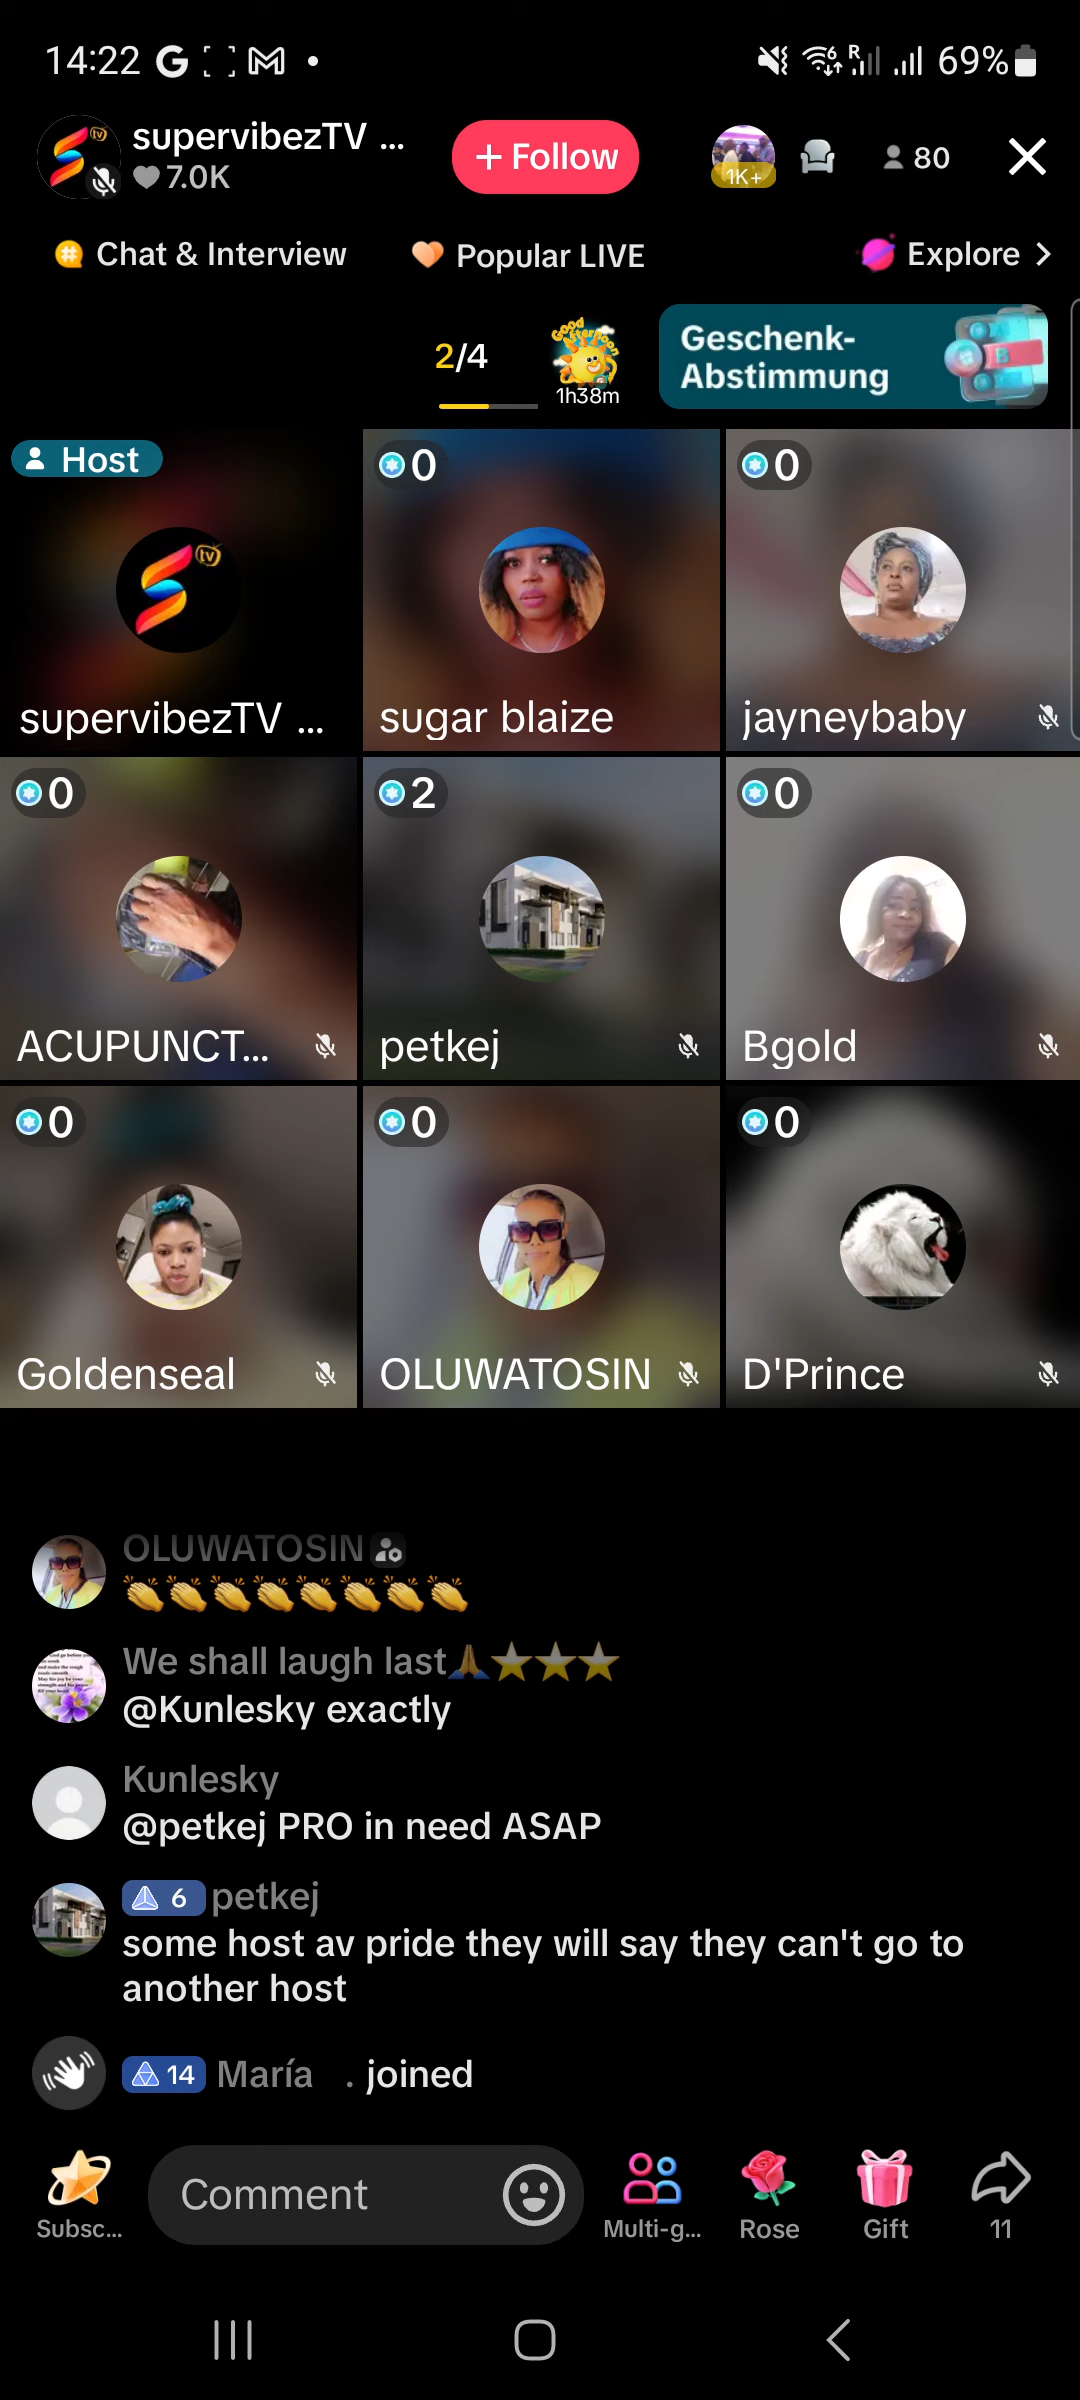 14:22
69%
supervibezTV ...
7.0K
+ Follow
1K+
80
Chat & Interview
Popular LIVE
Explore
2/4
Good Afternoon
1h38m
Geschenk-
Abstimmung
Host
0
0
supervibezTV ...
sugar blaize
jayneybaby
0
2
0
ACUPUNCT...
petkej
Bgold
0
0
0
Goldenseal
OLUWATOSIN
D'Prince
OLUWATOSIN
👏👏👏👏👏👏👏👏
We shall laugh last🙏⭐⭐⭐
@Kunlesky exactly
Kunlesky
@petkej PRO in need ASAP
6 petkej
some host av pride they will say they can't go to
another host
14 María . joined
Comment
Subsc...
Multi-g...
Rose
Gift
11